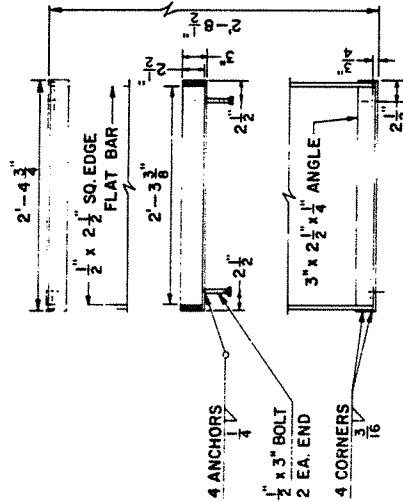 2'-4 3/4"
1/2" x 2 1/2" SQ. EDGE
FLAT BAR
2'-8 1/2"
2'-3 3/8"
3"
2 1/2"
2 1/2"
2 1/2"
4 ANCHORS
1/4
1/2" x 3" BOLT
2 EA. END
3" x 2 1/2" x 1/4" ANGLE
3/4"
2 1/2"
4 CORNERS
3/16